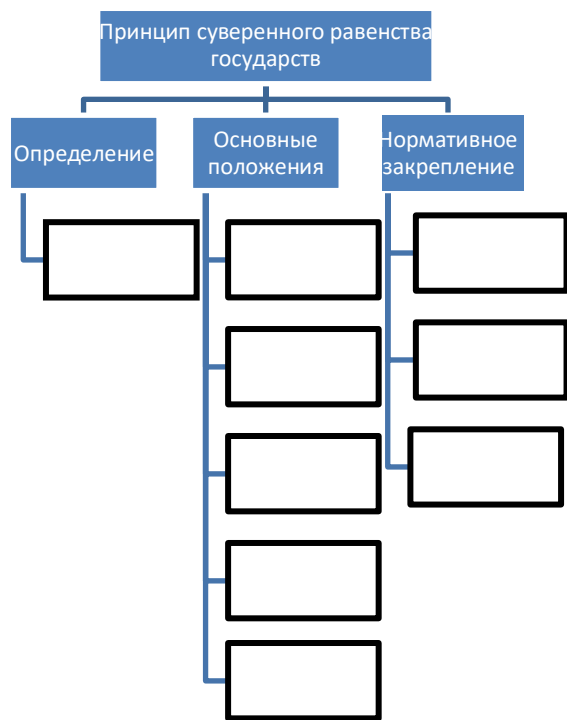 Принцип суверенного равенства
государств
Определение
Основные
положения
Нормативное
закрепление